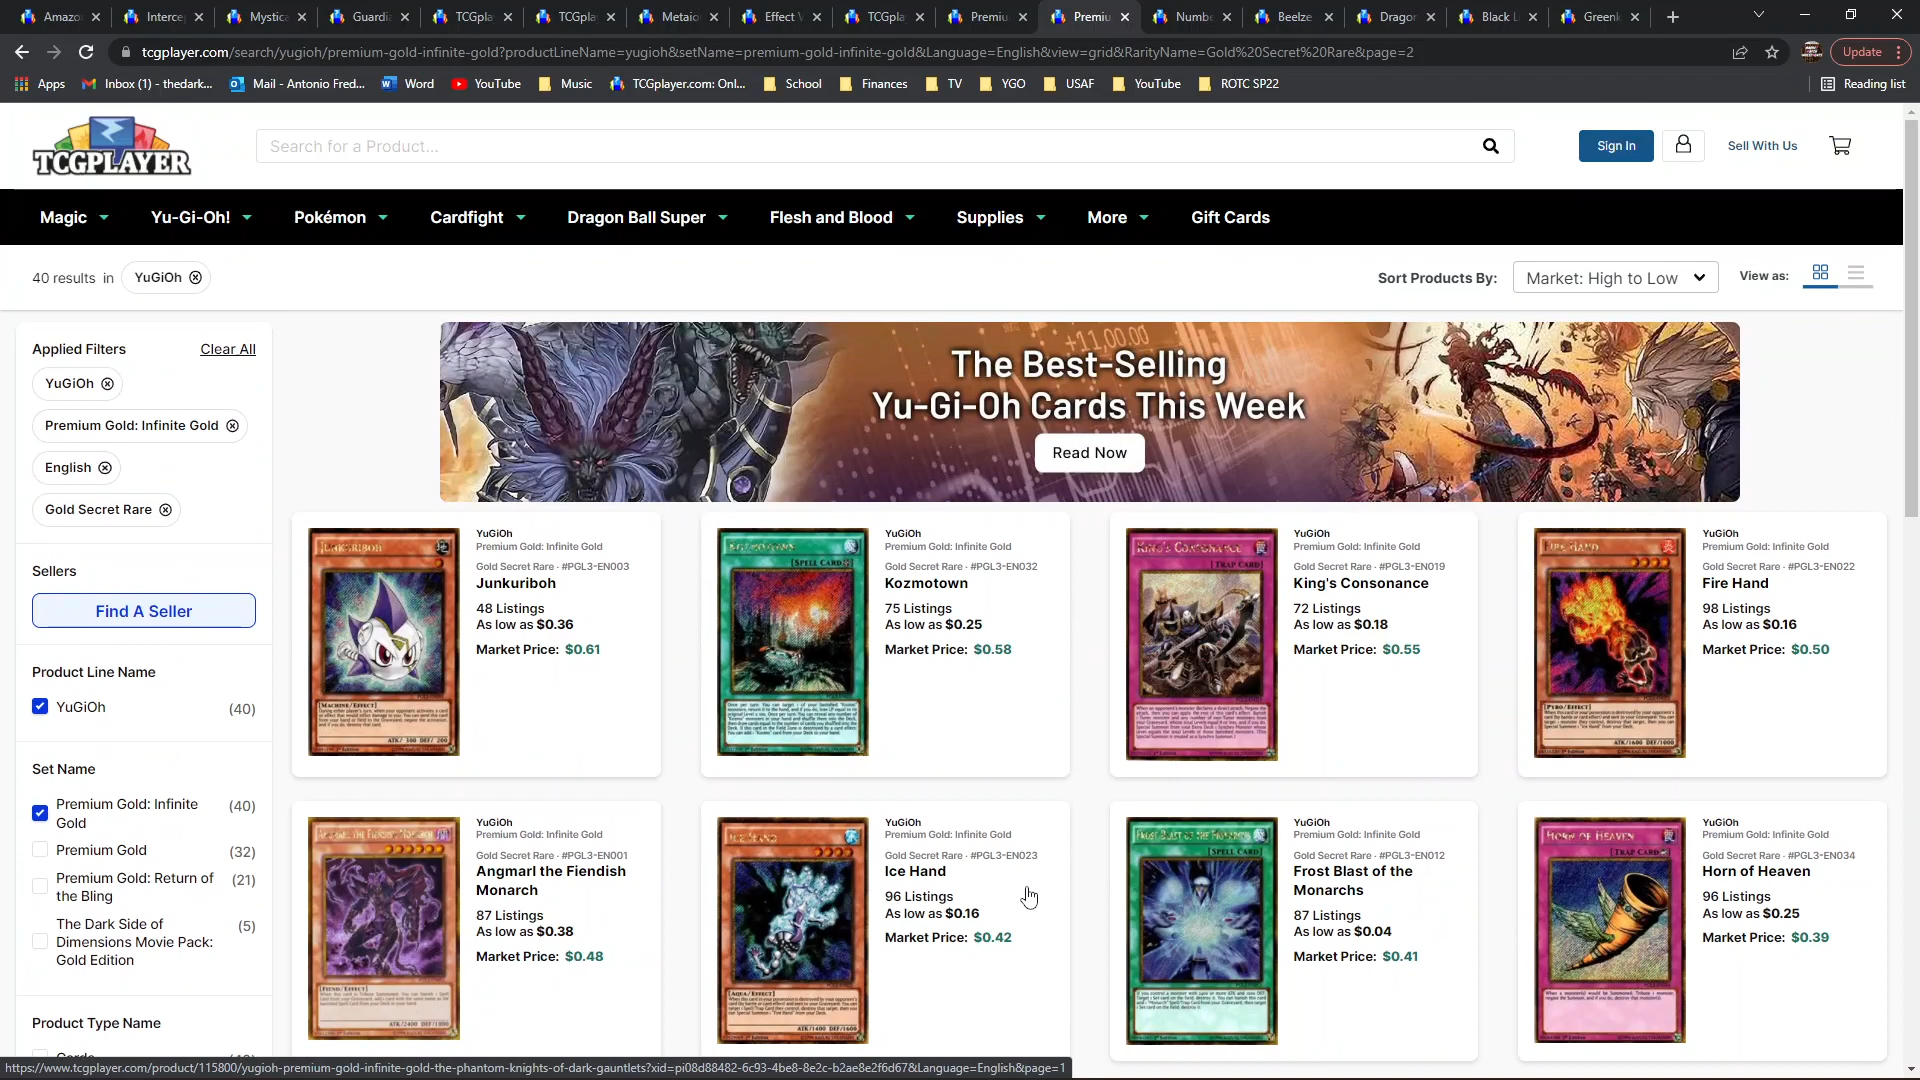 Amazo
Interce
Mystica
Guardia
TCGpla
TCGpla
Metaio
Effect V
TCGpla
Premiu
Premiu
Numbe
Beelze
Dragon
Black L
Greenk
tcgplayer.com/search/yugioh/premium-gold-infinite-gold?productLineName=yugioh&setName=premium-gold-infinite-gold&Language=English&view=grid&RarityName=Gold%20Secret%20Rare&page=2
Update
Apps
Inbox (1) - thedark...
Mail - Antonio Fred...
Word
YouTube
Music
TCGplayer.com: Onl...
School
Finances
TV
YGO
USAF
YouTube
ROTC SP22
Reading list
TCGPLAYER
Search for a Product...
Sign In
Sell With Us
Magic
Yu-Gi-Oh!
Pokémon
Cardfight
Dragon Ball Super
Flesh and Blood
Supplies
More
Gift Cards
40 results in YuGiOh
Sort Products By: Market: High to Low
View as:
Applied Filters
Clear All
YuGiOh
Premium Gold: Infinite Gold
English
Gold Secret Rare
Sellers
Find A Seller
Product Line Name
YuGiOh (40)
Set Name
Premium Gold: Infinite Gold (40)
Premium Gold (32)
Premium Gold: Return of the Bling (21)
The Dark Side of Dimensions Movie Pack: Gold Edition (5)
Product Type Name
The Best-Selling
Yu-Gi-Oh Cards This Week
Read Now
YuGiOh
Premium Gold: Infinite Gold
Gold Secret Rare · #PGL3-EN003
Junkuriboh
48 Listings
As low as $0.36
Market Price: $0.61
YuGiOh
Premium Gold: Infinite Gold
Gold Secret Rare · #PGL3-EN032
Kozmotown
75 Listings
As low as $0.25
Market Price: $0.58
YuGiOh
Premium Gold: Infinite Gold
Gold Secret Rare · #PGL3-EN019
King's Consonance
72 Listings
As low as $0.18
Market Price: $0.55
YuGiOh
Premium Gold: Infinite Gold
Gold Secret Rare · #PGL3-EN022
Fire Hand
98 Listings
As low as $0.16
Market Price: $0.50
YuGiOh
Premium Gold: Infinite Gold
Gold Secret Rare · #PGL3-EN001
Angmarl the Fiendish
Monarch
87 Listings
As low as $0.38
Market Price: $0.48
YuGiOh
Premium Gold: Infinite Gold
Gold Secret Rare · #PGL3-EN023
Ice Hand
96 Listings
As low as $0.16
Market Price: $0.42
YuGiOh
Premium Gold: Infinite Gold
Gold Secret Rare · #PGL3-EN012
Frost Blast of the
Monarchs
87 Listings
As low as $0.04
Market Price: $0.41
YuGiOh
Premium Gold: Infinite Gold
Gold Secret Rare · #PGL3-EN034
Horn of Heaven
96 Listings
As low as $0.25
Market Price: $0.39
https://www.tcgplayer.com/product/115800/yugioh-premium-gold-infinite-gold-the-phantom-knights-of-dark-gauntlets?xid=pi08d88482-6c93-4be8-8e2c-b2ae8e2f6d67&Language=English&page=1